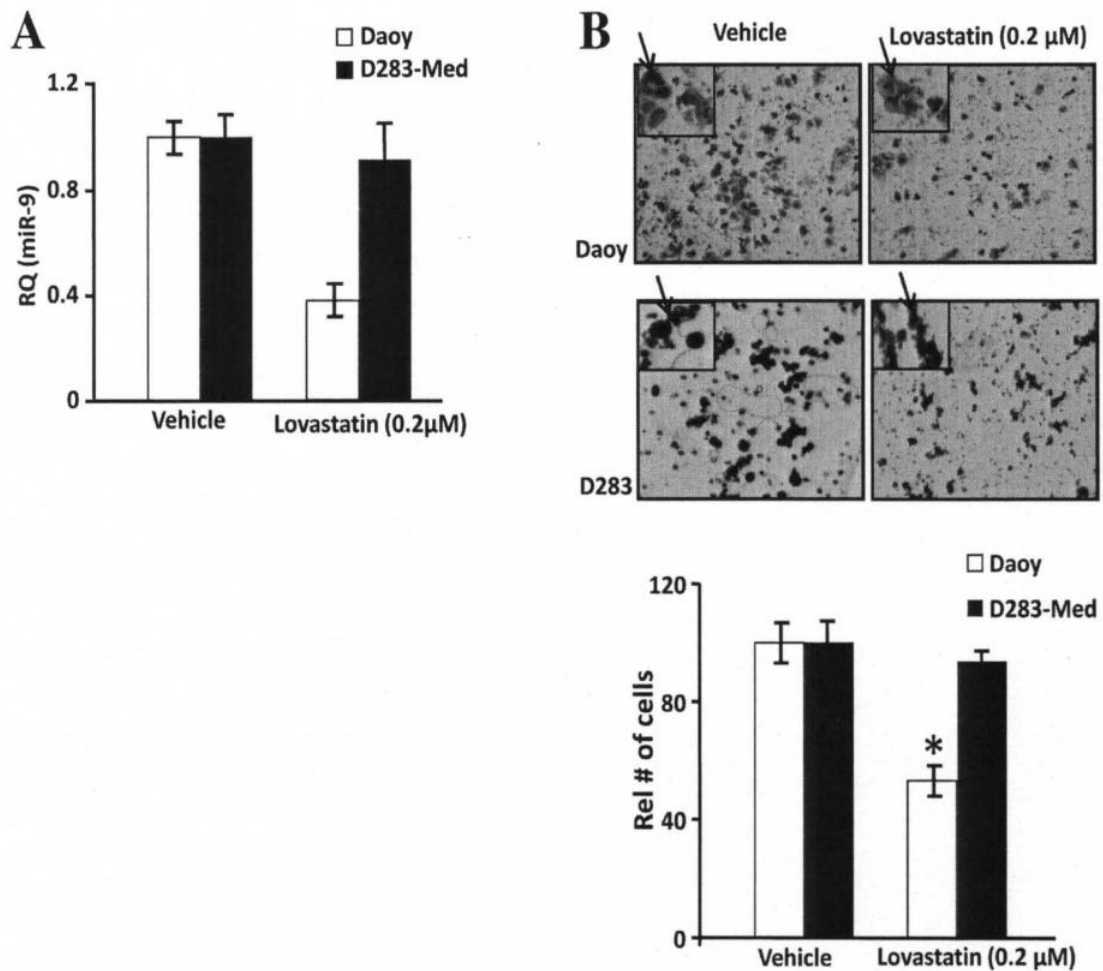 A
Daoy
D283-Med
1.2
0.8
0.4
0
RQ (miR-9)
Vehicle
Lovastatin (0.2µM)
B
Vehicle
Lovastatin (0.2 µM)
Daoy
D283
Daoy
D283-Med
120
80
40
0
Rel # of cells
*
Vehicle
Lovastatin (0.2 µM)